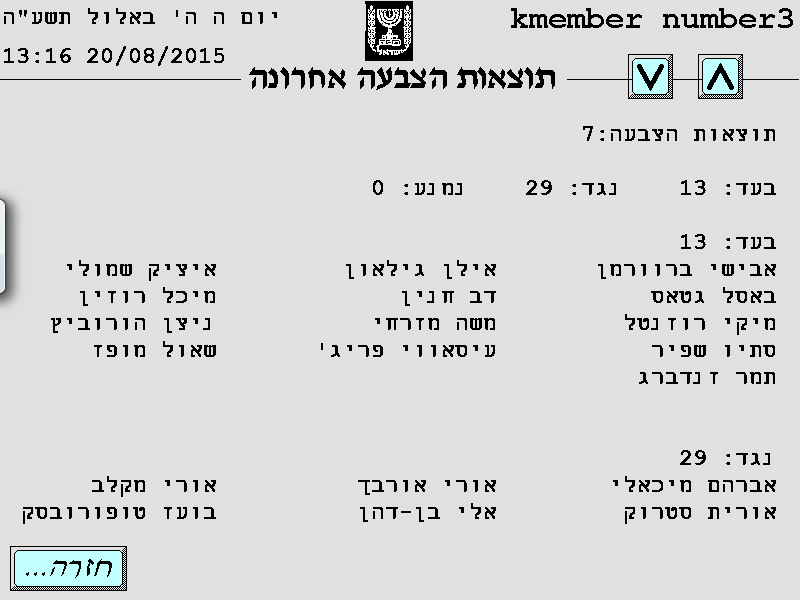 יום ה ה' באלול תשע"ה
kmember number3
13:16 20/08/2015
תוצאות הצבעה אחרונה
תוצאות הצבעה:7
בעד: 13 נגד: 29 נמנע: 0
בעד: 13
אבישי ברוורמן אילן גילאון איציק שמולי
באסל גטאס דב חנין מיכל רוזין
מיקי רוזנטל משה מזרחי ניצן הורוביץ
סתיו שפיר עיסאווי פריג' שאול מופז
תמר זנדברג
נגד: 29
אברהם מיכאלי אורי אורבך אורי מקלב
אורית סטרוק אלי בן-דהן בועז טופורובסק
חזרה...